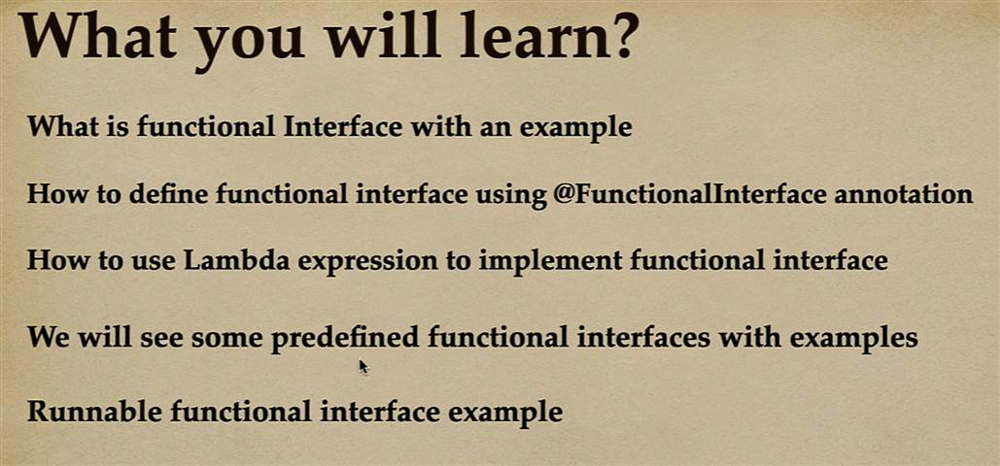 What you will learn?
What is functional Interface with an example
How to define functional interface using @FunctionalInterface annotation
How to use Lambda expression to implement functional interface
We will see some predefined functional interfaces with examples
Runnable functional interface example